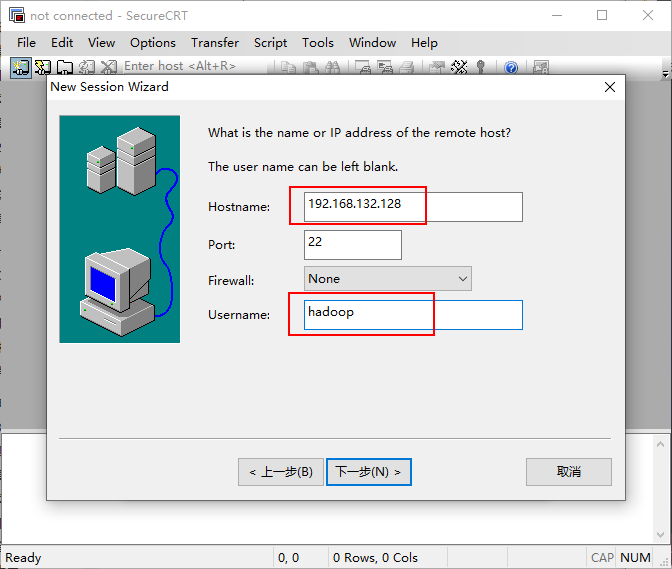 not connected - SecureCRT
File Edit View Options Transfer Script Tools Window Help
Enter host <Alt+R>
New Session Wizard
What is the name or IP address of the remote host?
The user name can be left blank.
Hostname: 192.168.132.128
Port: 22
Firewall: None
Username: hadoop
< 上一步(B) 下一步(N) > 取消
Ready 0, 0 0 Rows, 0 Cols CAP NUM